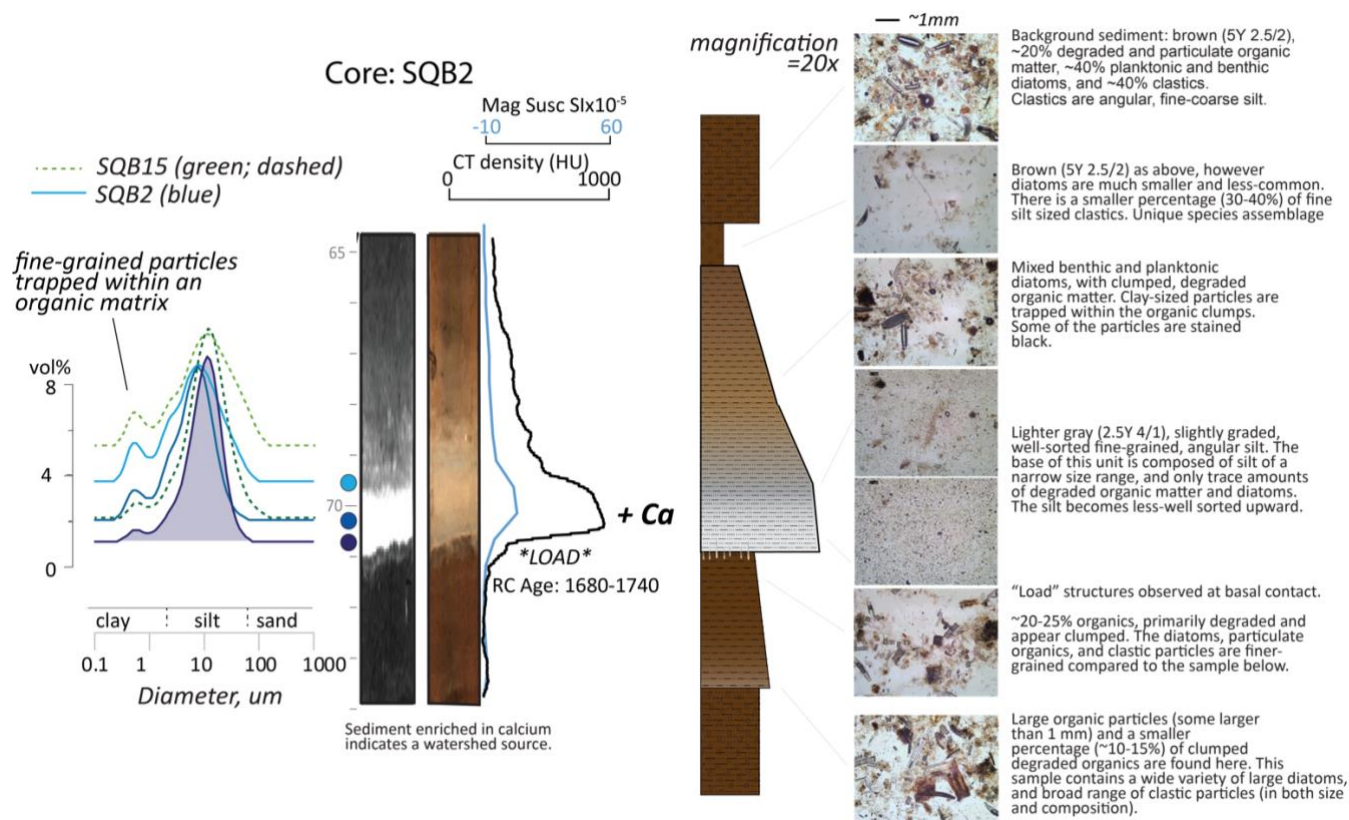 Core: SQB2
Mag Susc SIx10-5
-10
60
CT density (HU)
0
1000
SQB15 (green; dashed)
SQB2 (blue)
fine-grained particles
trapped within an
organic matrix
vol%
8
4
0
clay
silt
sand
0.1
1
10
100
1000
Diameter, um
65
70
+ Ca
*LOAD*
RC Age: 1680-1740
Sediment enriched in calcium
indicates a watershed source.
magnification
=20x
~1mm
Background sediment: brown (5Y 2.5/2),
~20% degraded and particulate organic
matter, ~40% planktonic and benthic
diatoms, and ~40% clastics.
Clastics are angular, fine-coarse silt.
Brown (5Y 2.5/2) as above, however
diatoms are much smaller and less-common.
There is a smaller percentage (30-40%) of fine
silt sized clastics. Unique species assemblage
Mixed benthic and planktonic
diatoms, with clumped, degraded
organic matter. Clay-sized particles are
trapped within the organic clumps.
Some of the particles are stained
black.
Lighter gray (2.5Y 4/1), slightly graded,
well-sorted fine-grained, angular silt. The
base of this unit is composed of silt of a
narrow size range, and only trace amounts
of degraded organic matter and diatoms.
The silt becomes less-well sorted upward.
“Load” structures observed at basal contact.
~20-25% organics, primarily degraded and
appear clumped. The diatoms, particulate
organics, and clastic particles are finer-
grained compared to the sample below.
Large organic particles (some larger
than 1 mm) and a smaller
percentage (~10-15%) of clumped
degraded organics are found here. This
sample contains a wide variety of large diatoms,
and broad range of clastic particles (in both size
and composition).